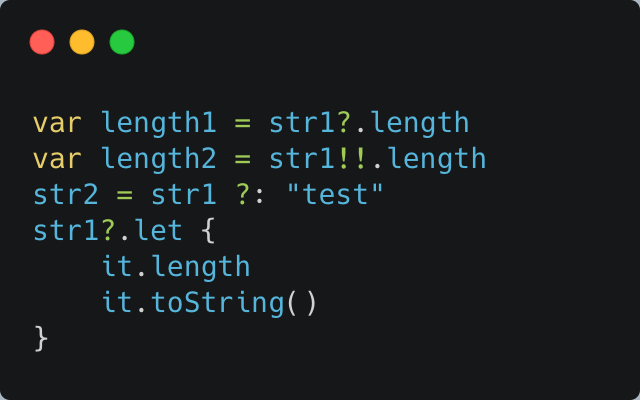 var length1 = str1?.length
var length2 = str1!!.length
str2 = str1 ?: "test"
str1?.let {
    it.length
    it.toString()
}